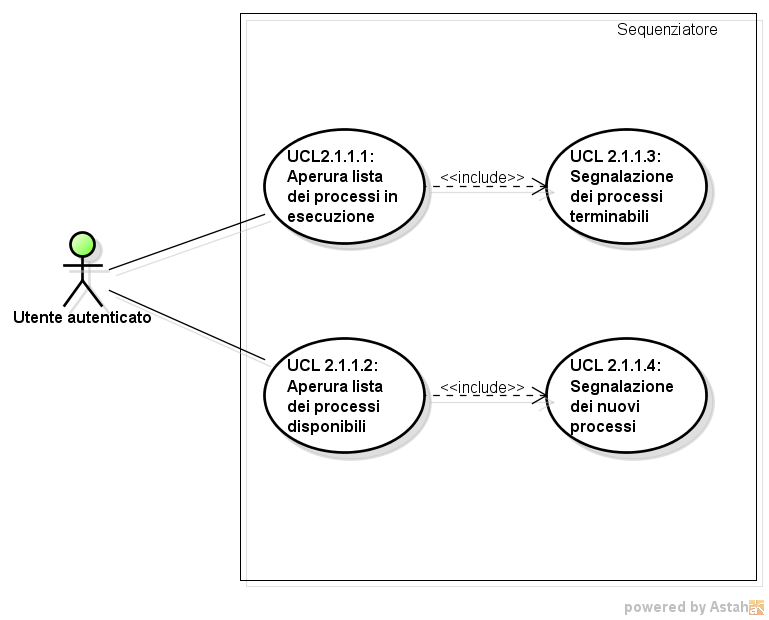 Sequenziatore
UCL2.1.1.1:
Aperura lista
dei processi in
esecuzione
<<include>>
UCL 2.1.1.3:
Segnalazione
dei processi
terminabili
Utente autenticato
UCL 2.1.1.2:
Aperura lista
dei processi
disponibili
<<include>>
UCL 2.1.1.4:
Segnalazione
dei nuovi
processi
powered by Astah